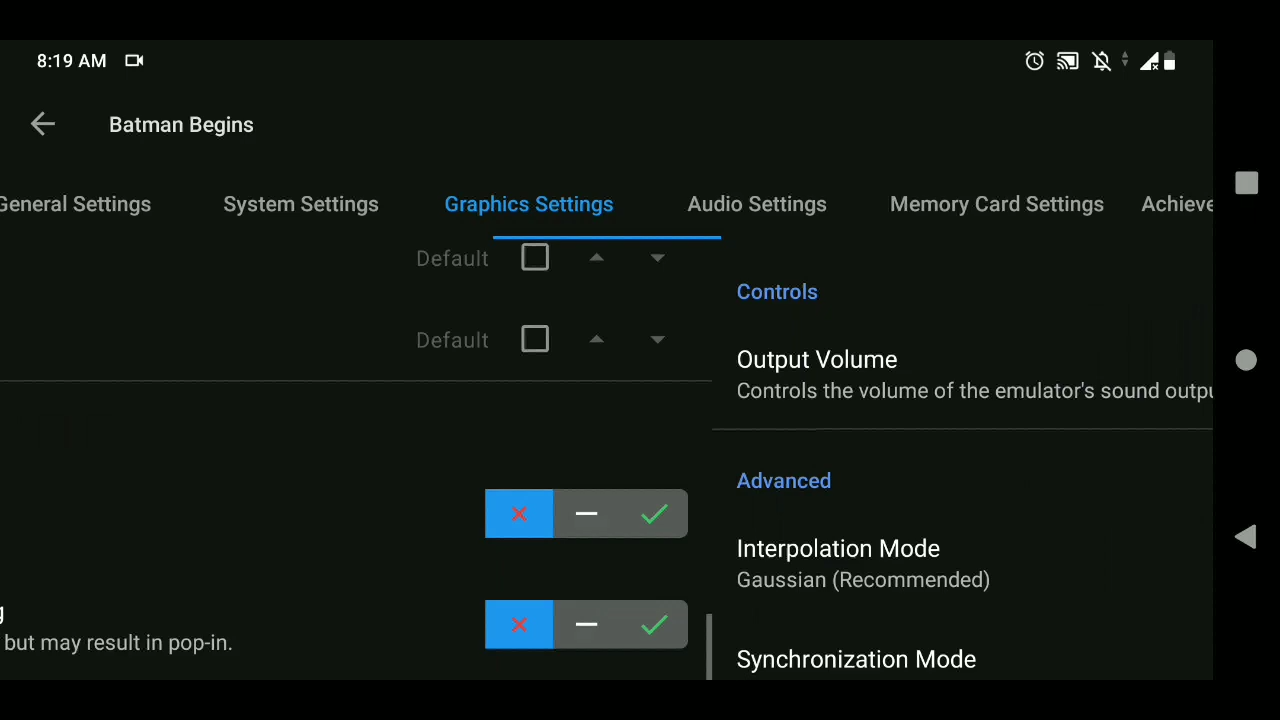 8:19 AM
Batman Begins
General Settings System Settings Graphics Settings Audio Settings Memory Card Settings Achieve
Default
Default
but may result in pop-in.
Controls
Output Volume
Controls the volume of the emulator's sound outpu
Advanced
Interpolation Mode
Gaussian (Recommended)
Synchronization Mode